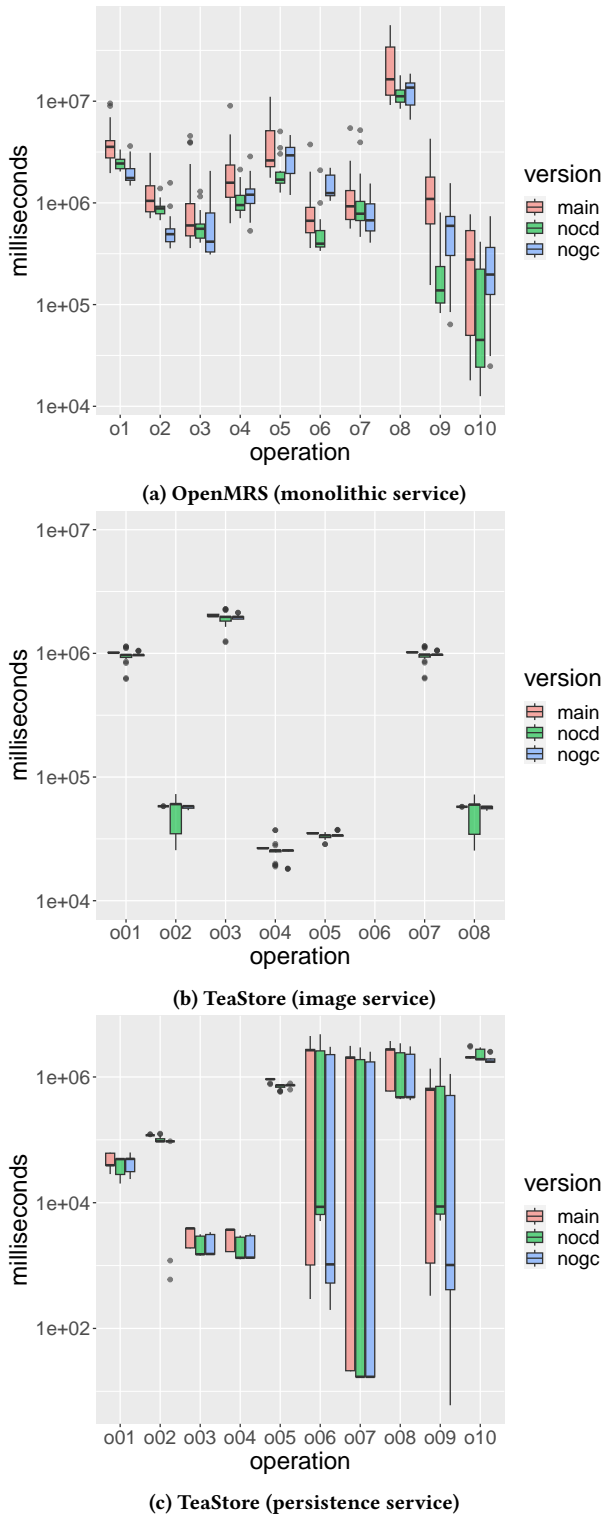 1e+07
1e+06
1e+05
1e+04
milliseconds
o1 o2 o3 o4 o5 o6 o7 o8 o9 o10
operation
version
main
nocd
nogc
(a) OpenMRS (monolithic service)
1e+07
1e+06
1e+05
1e+04
milliseconds
o01 o02 o03 o04 o05 o06 o07 o08
operation
version
main
nocd
nogc
(b) TeaStore (image service)
1e+06
1e+04
1e+02
milliseconds
o01 o02 o03 o04 o05 o06 o07 o08 o09 o10
operation
version
main
nocd
nogc
(c) TeaStore (persistence service)